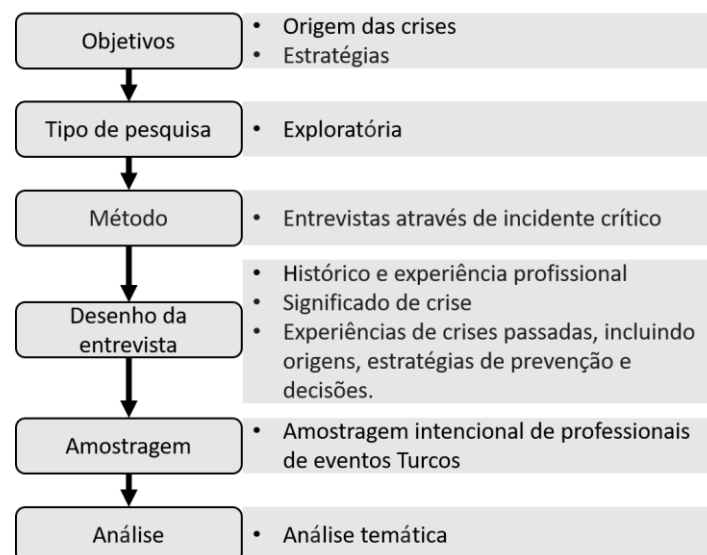 Objetivos
• Origem das crises
• Estratégias
Tipo de pesquisa
• Exploratória
Método
• Entrevistas através de incidente crítico
Desenho da
entrevista
• Histórico e experiência profissional
• Significado de crise
• Experiências de crises passadas, incluindo
origens, estratégias de prevenção e
decisões.
Amostragem
• Amostragem intencional de professionais
de eventos Turcos
Análise
• Análise temática